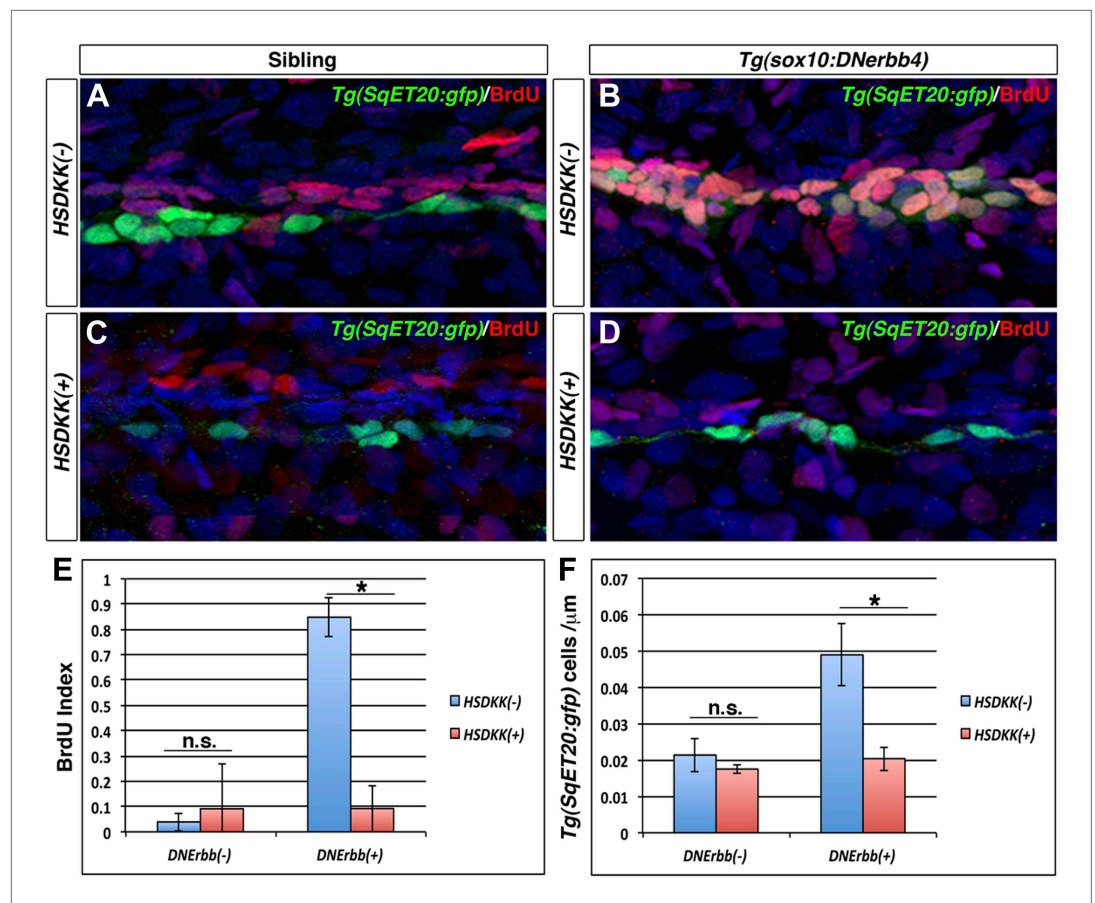 Sibling
Tg(sox10:DNerbb4)
HSDKK(-)
A
Tg(SqET20:gfp)/BrdU
HSDKK(-)
B
Tg(SqET20:gfp)/BrdU
HSDKK(+)
C
Tg(SqET20:gfp)/BrdU
HSDKK(+)
D
Tg(SqET20:gfp)/BrdU
E
BrdU Index
1
0.9
0.8
0.7
0.6
0.5
0.4
0.3
0.2
0.1
0
n.s.
*
DNErbb(-)
DNErbb(+)
HSDKK(-)
HSDKK(+)
F
Tg(SqET20:gfp) cells /μm
0.07
0.06
0.05
0.04
0.03
0.02
0.01
0
n.s.
*
DNErbb(-)
DNErbb(+)
HSDKK(-)
HSDKK(+)